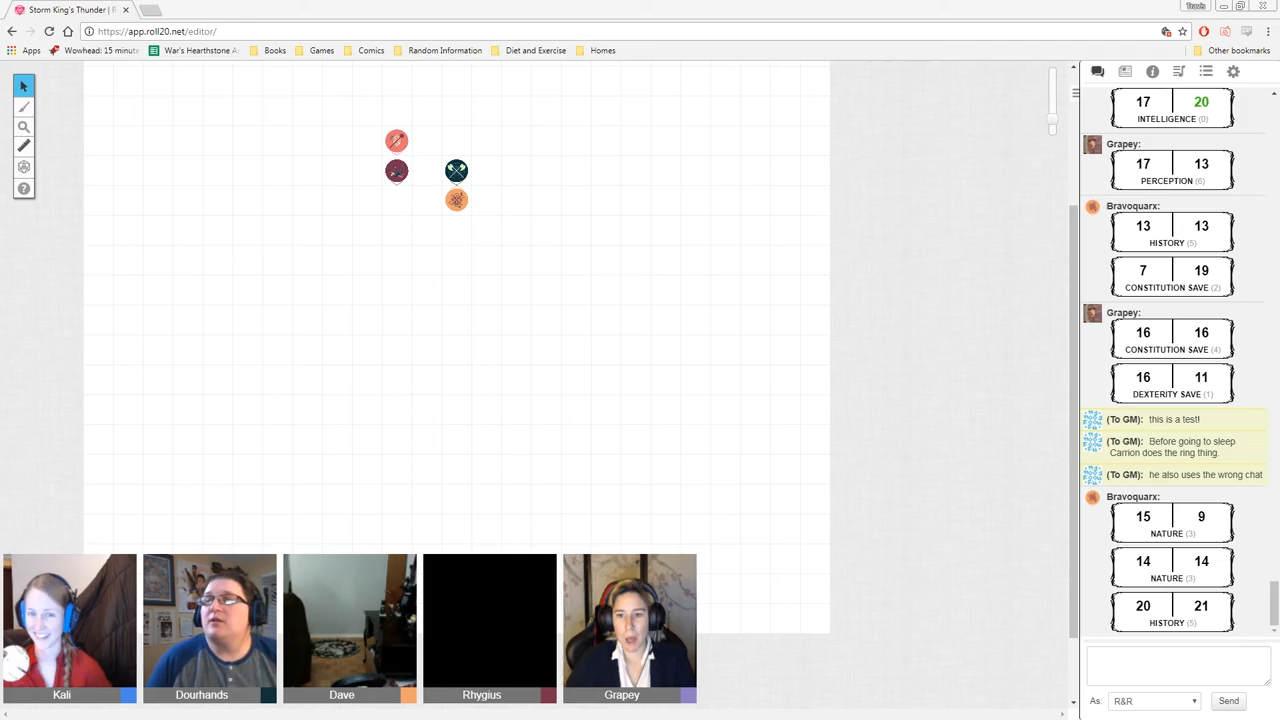 Storm King's Thunder | R
Travis
https://app.roll20.net/editor/
Apps
Wowhead: 15 minute
War's Hearthstone A
Books
Games
Comics
Random Information
Diet and Exercise
Homes
Other bookmarks
17 20
INTELLIGENCE (0)
Grapey:
17 13
PERCEPTION (6)
Bravoquarx:
13 13
HISTORY (5)
7 19
CONSTITUTION SAVE (2)
Grapey:
16 16
CONSTITUTION SAVE (4)
16 11
DEXTERITY SAVE (1)
(To GM): this is a test!
(To GM): Before going to sleep
Carrion does the ring thing.
(To GM): he also uses the wrong chat
Bravoquarx:
15 9
NATURE (3)
14 14
NATURE (3)
20 21
HISTORY (5)
As: R&R
Send
Kali
Dourhands
Dave
Rhygius
Grapey